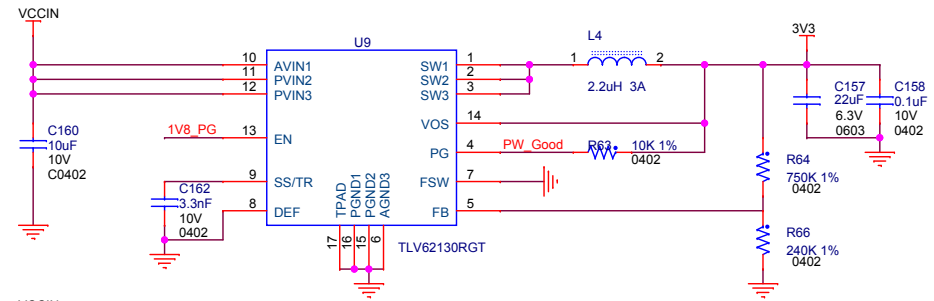 VCCIN
U9
L4
3V3
10
AVIN1
11
PVIN2
12
PVIN3
SW1
1
SW2
2
SW3
3
1
2
2.2uH 3A
C157
22uF
6.3V
0603
C158
0.1uF
10V
0402
C160
10uF
10V
C0402
1V8_PG
13
EN
VOS
14
PG
4
PW_Good
R63
10K 1%
0402
C162
3.3nF
10V
0402
9
SS/TR
8
DEF
FSW
7
FB
5
R64
750K 1%
0402
TPAD
PGND1
PGND2
AGND3
17
16
15
6
TLV62130RGT
R66
240K 1%
0402